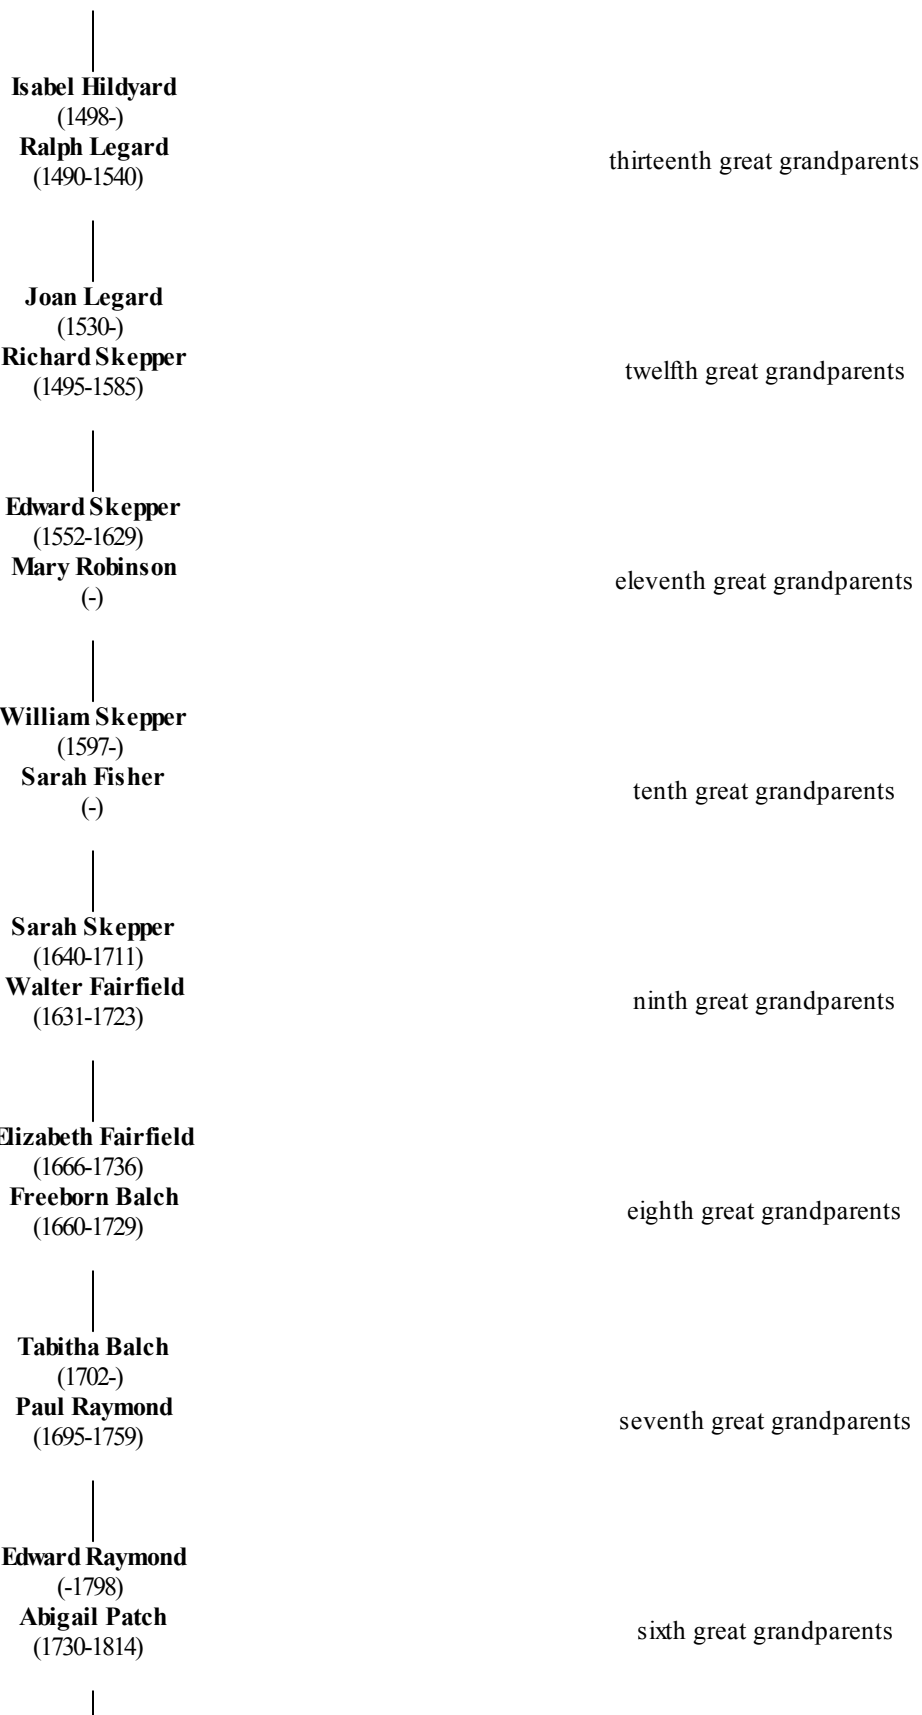 Isabel Hildyard
(1498-)
Ralph Legard
(1490-1540)
thirteenth great grandparents
Joan Legard
(1530-)
Richard Skepper
(1495-1585)
twelfth great grandparents
Edward Skepper
(1552-1629)
Mary Robinson
(-)
eleventh great grandparents
William Skepper
(1597-)
Sarah Fisher
(-)
tenth great grandparents
Sarah Skepper
(1640-1711)
Walter Fairfield
(1631-1723)
ninth great grandparents
Elizabeth Fairfield
(1666-1736)
Freeborn Balch
(1660-1729)
eighth great grandparents
Tabitha Balch
(1702-)
Paul Raymond
(1695-1759)
seventh great grandparents
Edward Raymond
(-1798)
Abigail Patch
(1730-1814)
sixth great grandparents